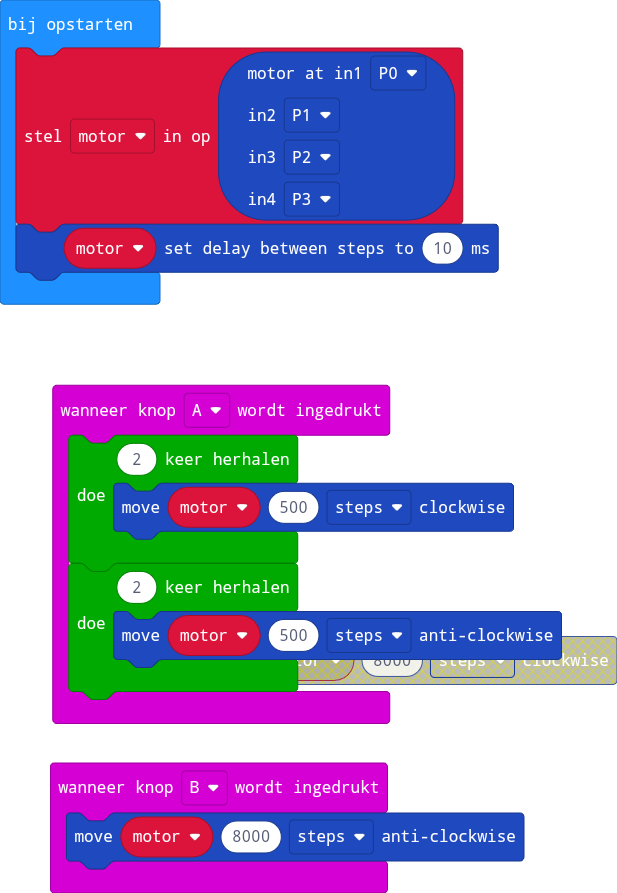 bij opstarten
motor at in1 P0
in2 P1
stel motor in op
in3 P2
in4 P3
motor set delay between steps to 10 ms
wanneer knop A wordt ingedrukt
2 keer herhalen
doe
move motor 500 steps clockwise
2 keer herhalen
doe
move motor 500 steps anti-clockwise
8000 steps clockwise
wanneer knop B wordt ingedrukt
move motor 8000 steps anti-clockwise